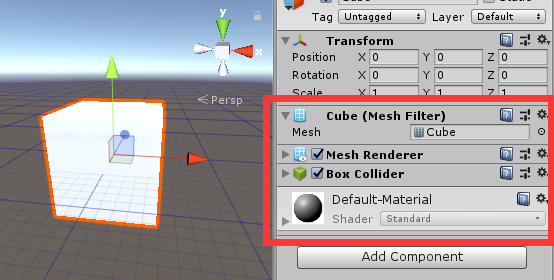 y
x
Persp
Tag Untagged Layer Default
Transform
Position X 0 Y 0 Z 0
Rotation X 0 Y 0 Z 0
Scale X 1 Y 1 Z 1
Cube (Mesh Filter)
Mesh Cube
Mesh Renderer
Box Collider
Default-Material
Shader Standard
Add Component